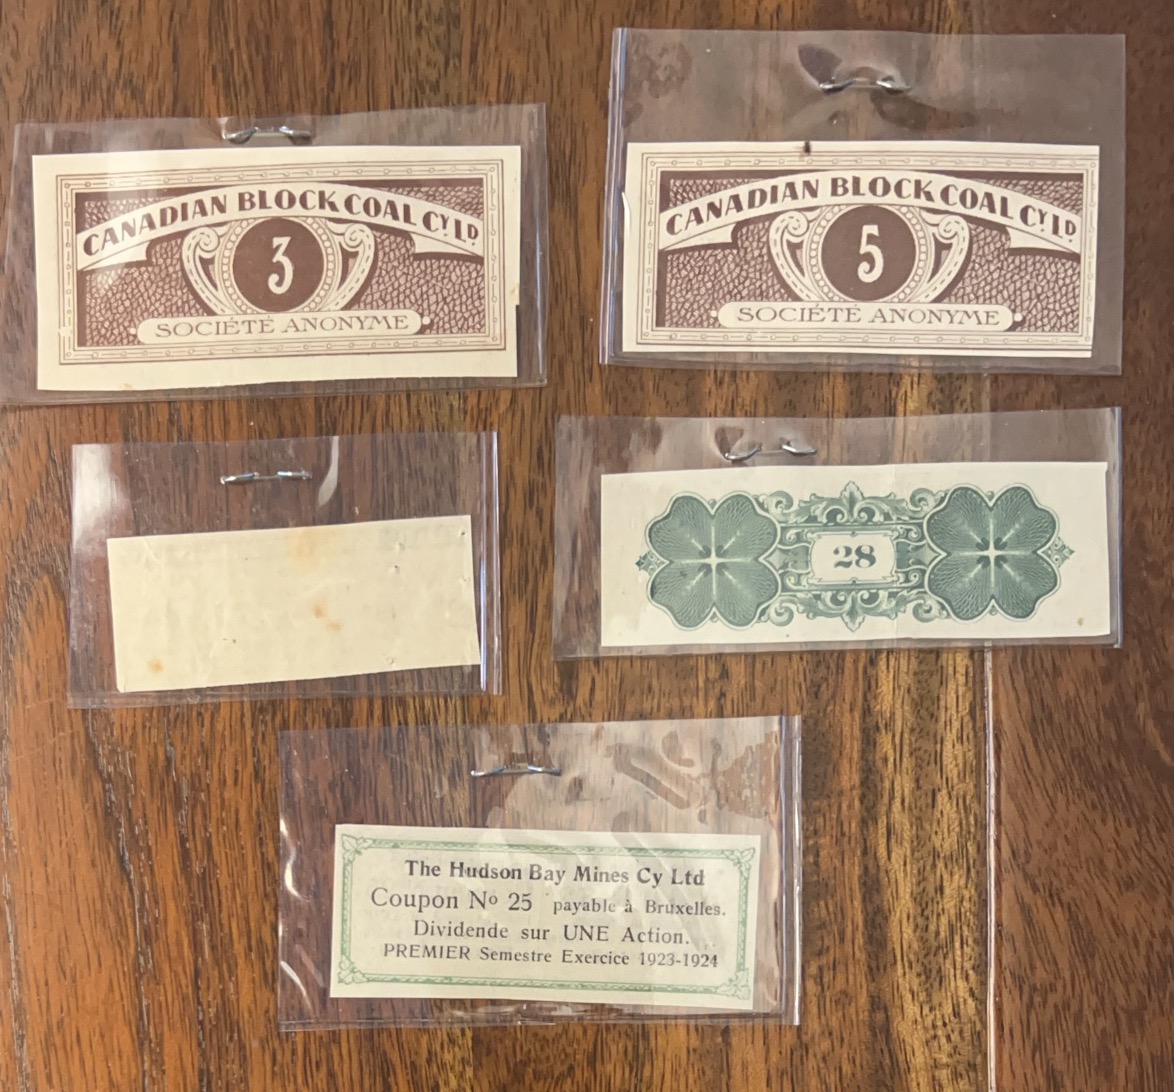 CANADIAN BLOCK COAL CY LD
3
SOCIÉTÉ ANONYME
CANADIAN BLOCK COAL CY LD
5
SOCIÉTÉ ANONYME
28
The Hudson Bay Mines Cy Ltd
Coupon No 25 payable à Bruxelles.
Dividende sur UNE Action.
PREMIER Semestre Exercice 1923-1924